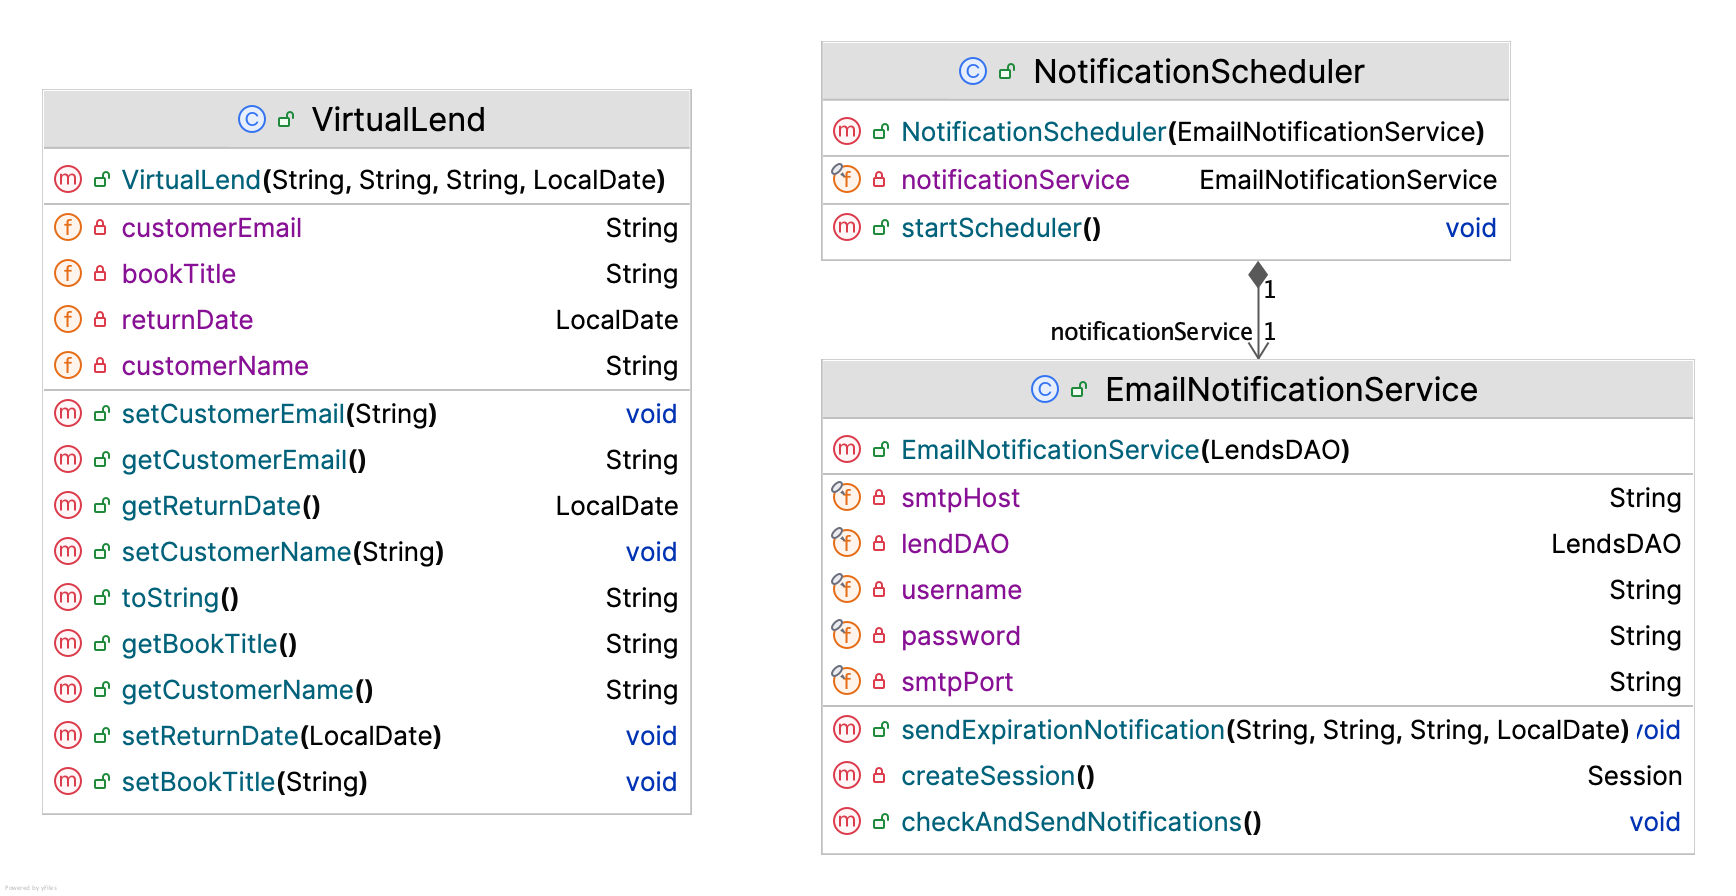 VirtualLend
VirtualLend(String, String, String, LocalDate)
customerEmail String
bookTitle String
returnDate LocalDate
customerName String
setCustomerEmail(String) void
getCustomerEmail() String
getReturnDate() LocalDate
setCustomerName(String) void
toString() String
getBookTitle() String
getCustomerName() String
setReturnDate(LocalDate) void
setBookTitle(String) void
NotificationScheduler
NotificationScheduler(EmailNotificationService)
notificationService EmailNotificationService
startScheduler() void
1
notificationService 1
EmailNotificationService
EmailNotificationService(LendsDAO)
smtpHost String
lendDAO LendsDAO
username String
password String
smtpPort String
sendExpirationNotification(String, String, String, LocalDate) void
createSession() Session
checkAndSendNotifications() void
Powered by yFiles